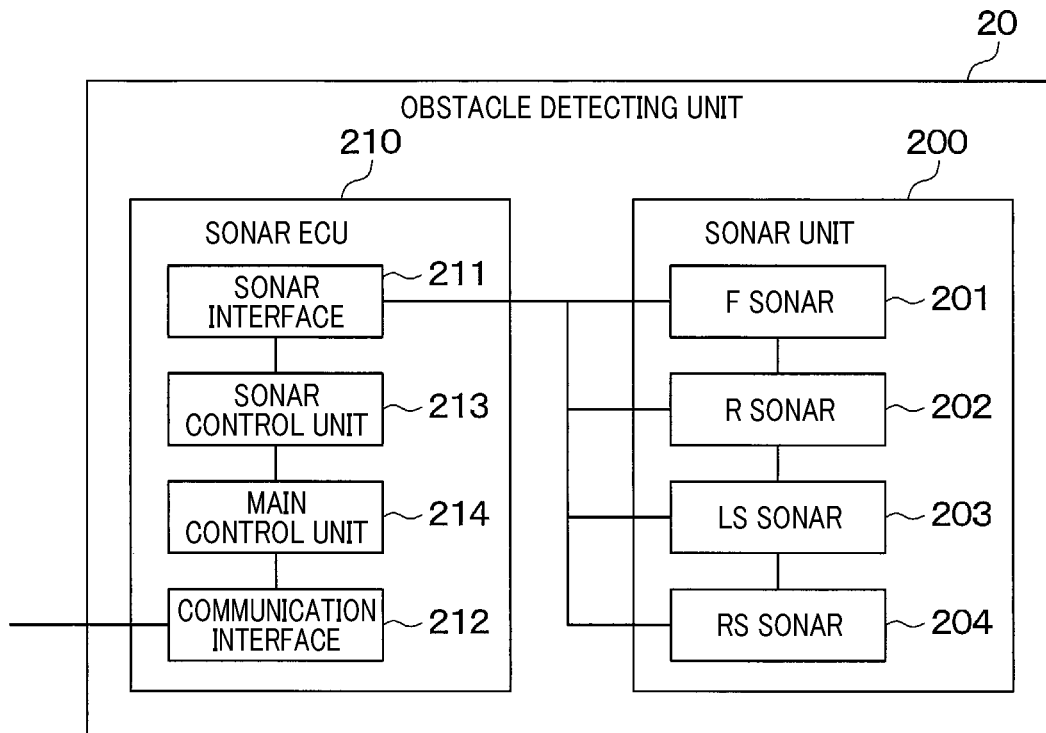 20
OBSTACLE DETECTING UNIT
210
200
SONAR ECU
SONAR UNIT
SONAR
INTERFACE
211
F SONAR
201
SONAR
CONTROL UNIT
213
R SONAR
202
MAIN
CONTROL UNIT
214
LS SONAR
203
COMMUNICATION
INTERFACE
212
RS SONAR
204